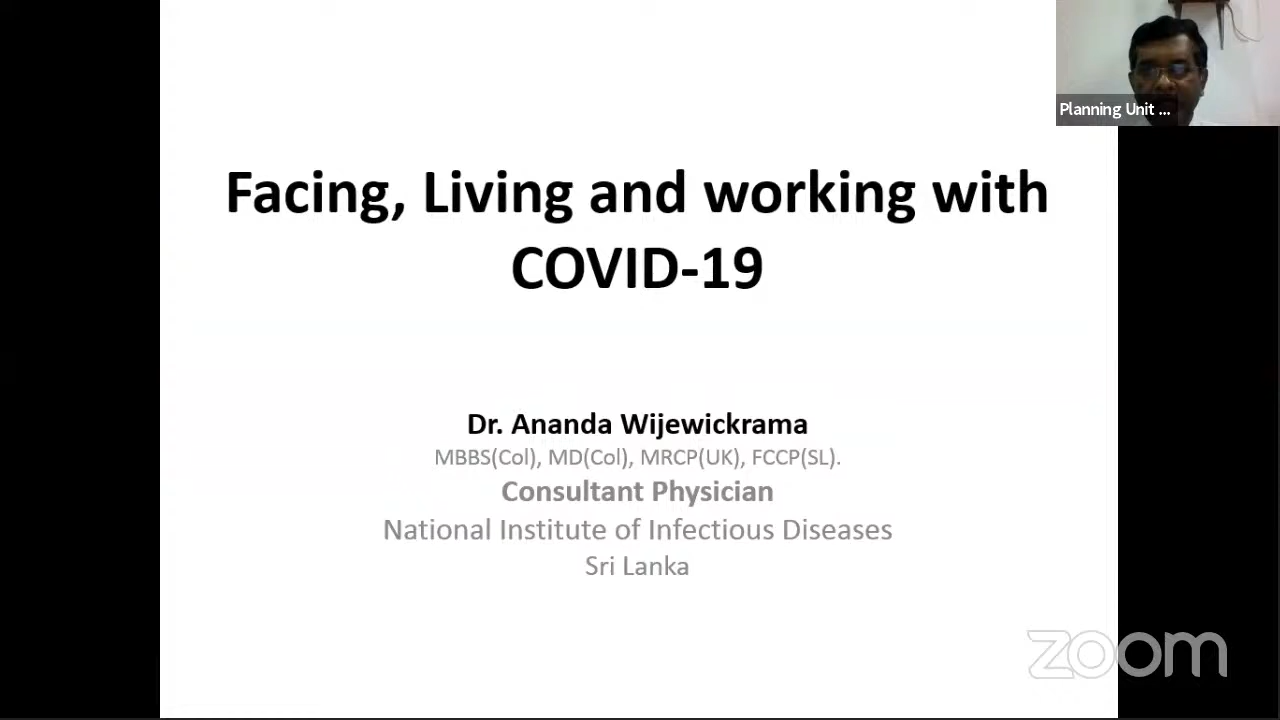 Planning Unit ...
Facing, Living and working with
COVID-19
Dr. Ananda Wijewickrama
MBBS(Col), MD(Col), MRCP(UK), FCCP(SL).
Consultant Physician
National Institute of Infectious Diseases
Sri Lanka
zoom